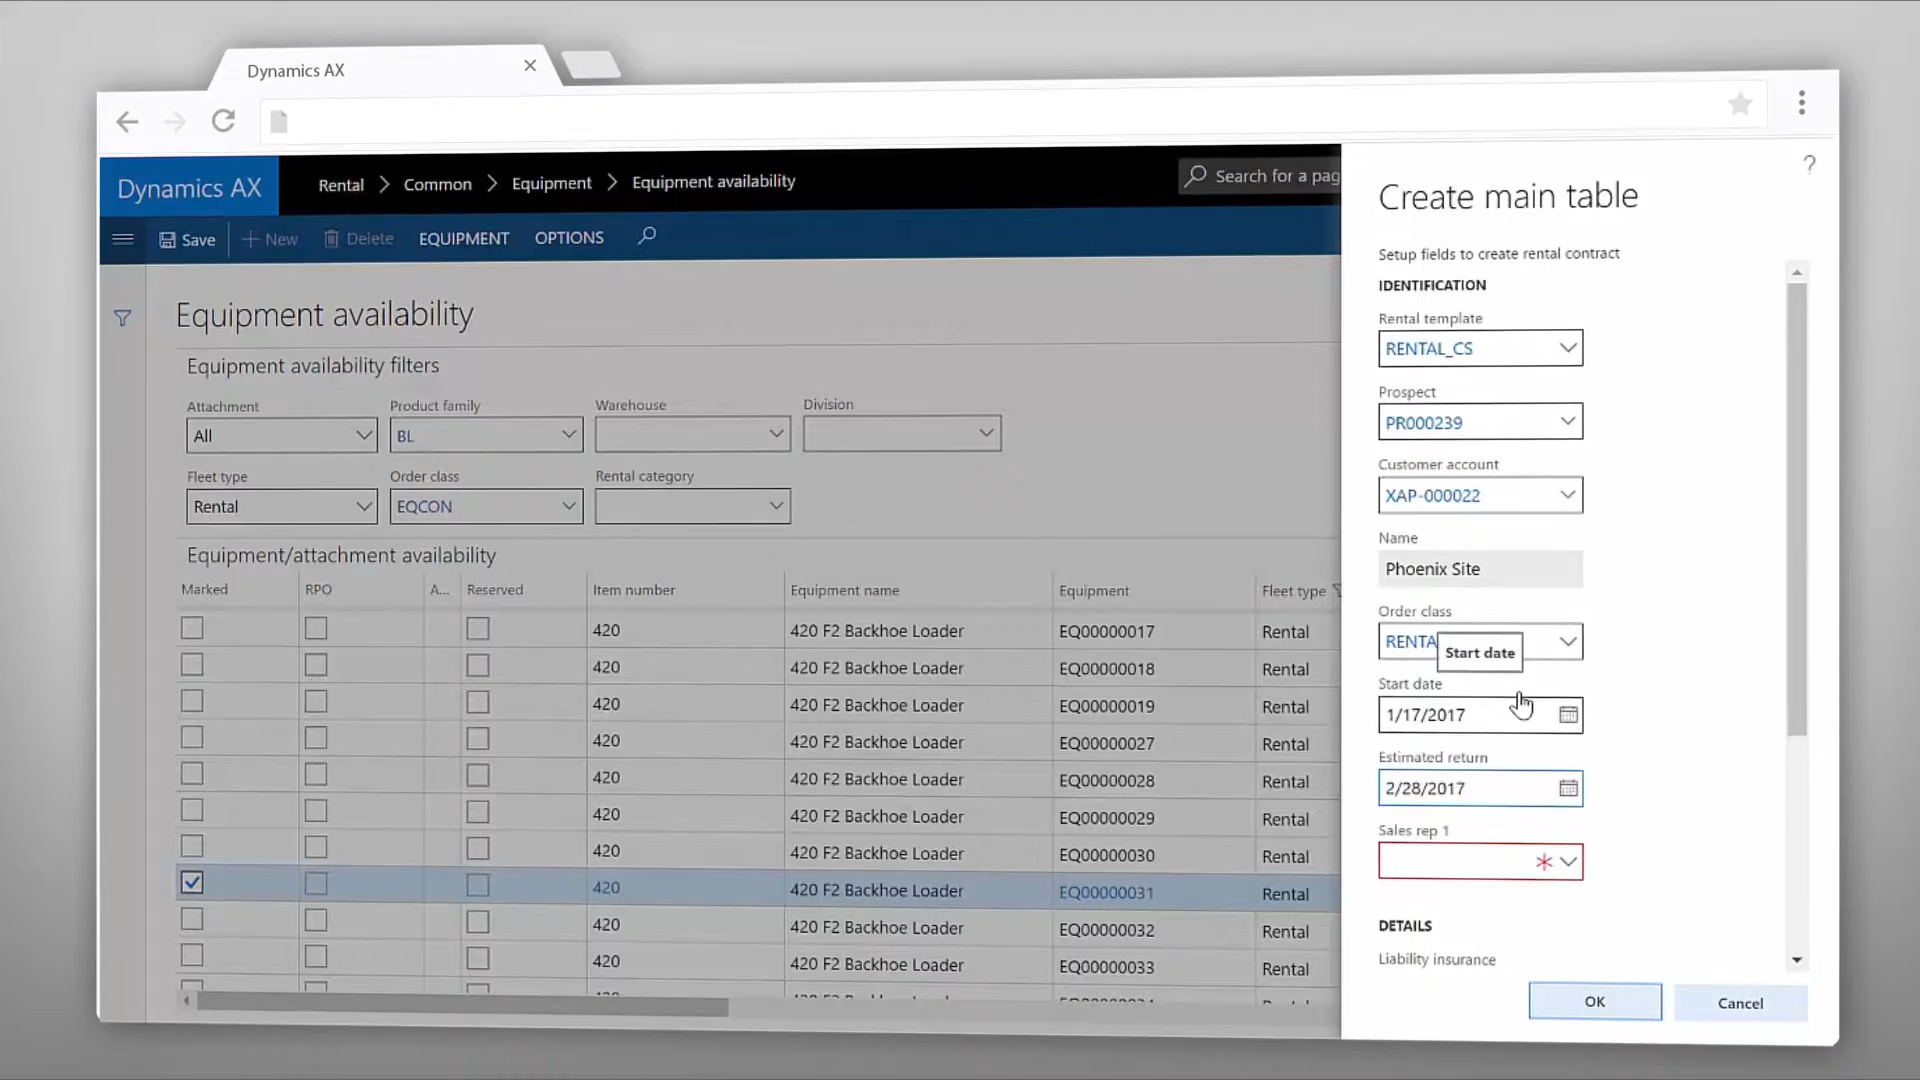 Dynamics AX
Dynamics AX
Rental
Common
Equipment
Equipment availability
Search for a pag
Save
New
Delete
EQUIPMENT
OPTIONS
Equipment availability
Equipment availability filters
Attachment
Product family
Warehouse
Division
All
BL
Fleet type
Order class
Rental category
Rental
EQCON
Equipment/attachment availability
Marked RPO A... Reserved Item number Equipment name Equipment Fleet type
420 420 F2 Backhoe Loader EQ00000017 Rental
420 420 F2 Backhoe Loader EQ00000018 Rental
420 420 F2 Backhoe Loader EQ00000019 Rental
420 420 F2 Backhoe Loader EQ00000027 Rental
420 420 F2 Backhoe Loader EQ00000028 Rental
420 420 F2 Backhoe Loader EQ00000029 Rental
420 420 F2 Backhoe Loader EQ00000030 Rental
420 420 F2 Backhoe Loader EQ00000031 Rental
420 420 F2 Backhoe Loader EQ00000032 Rental
420 420 F2 Backhoe Loader EQ00000033 Rental
?
Create main table
Setup fields to create rental contract
IDENTIFICATION
Rental template
RENTAL_CS
Prospect
PR000239
Customer account
XAP-000022
Name
Phoenix Site
Order class
RENTA
Start date
Start date
1/17/2017
Estimated return
2/28/2017
Sales rep 1
*
DETAILS
Liability insurance
OK
Cancel